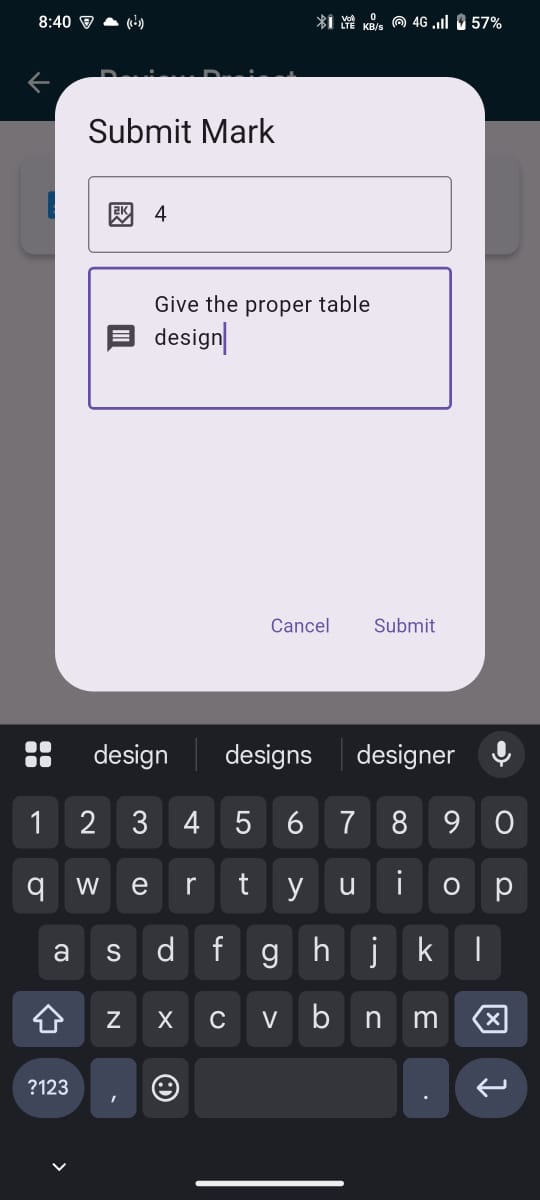 8:40
Vo) LTE
0 KB/s
4G
57%
Review Project
Submit Mark
2K
4
Give the proper table
design
Cancel
Submit
design
designs
designer
1 2 3 4 5 6 7 8 9 0
q w e r t y u i o p
a s d f g h j k l
z x c v b n m
?123 , .